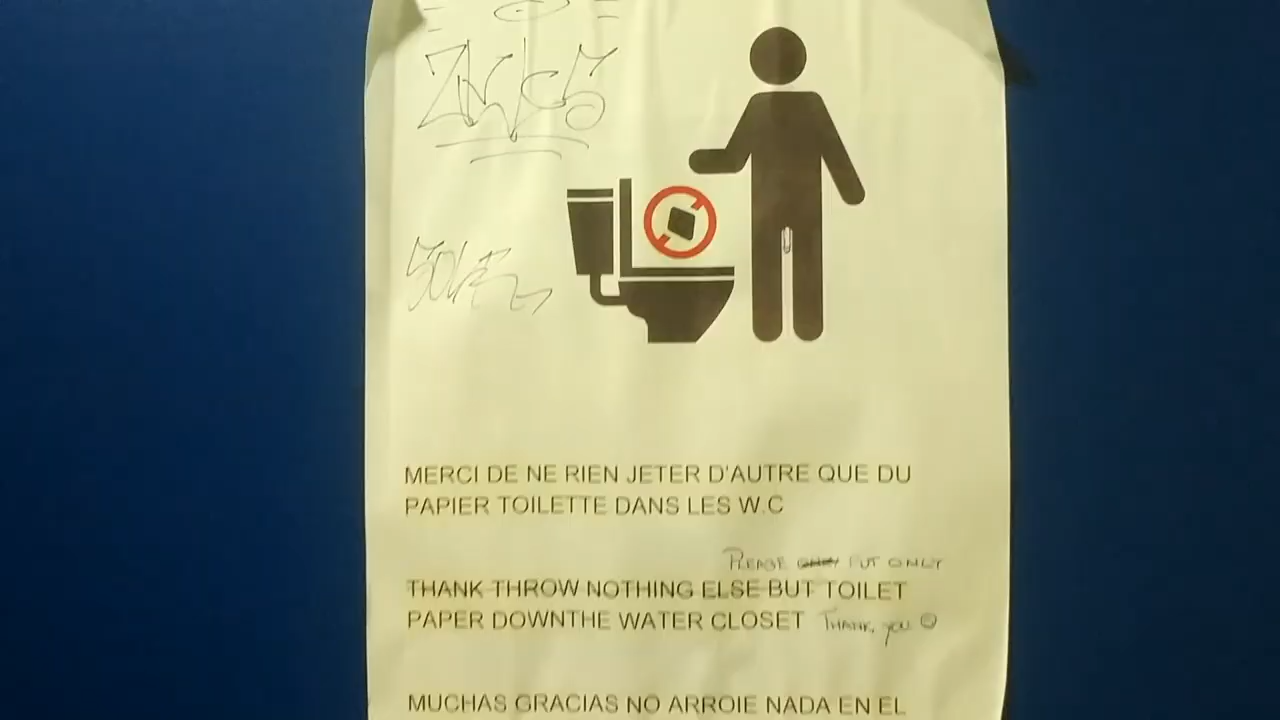 MERCI DE NE RIEN JETER D'AUTRE QUE DU
PAPIER TOILETTE DANS LES W.C
PLEASE ONLY PUT ONLY
THANK THROW NOTHING ELSE BUT TOILET
PAPER DOWNTHE WATER CLOSET THANK YOU
MUCHAS GRACIAS NO ARROIE NADA EN EL